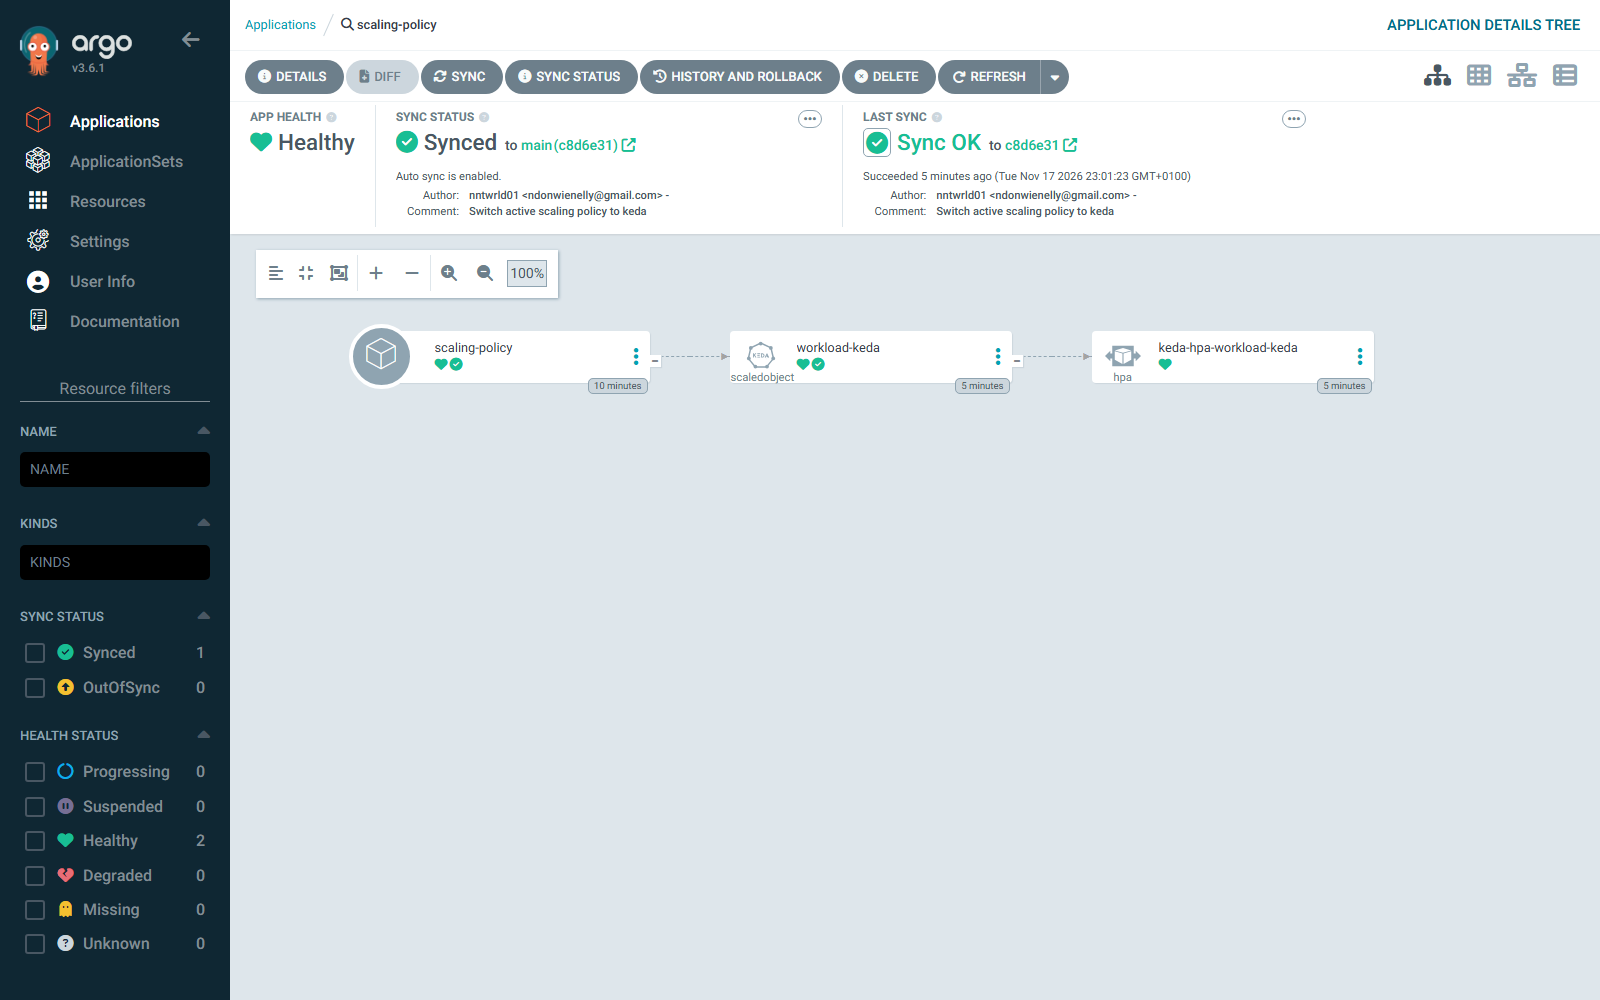 argo
v3.6.1
Applications
ApplicationSets
Resources
Settings
User Info
Documentation
Resource filters
NAME
NAME
KINDS
KINDS
SYNC STATUS
Synced 1
OutOfSync 0
HEALTH STATUS
Progressing 0
Suspended 0
Healthy 2
Degraded 0
Missing 0
Unknown 0
Applications / scaling-policy
APPLICATION DETAILS TREE
DETAILS DIFF SYNC SYNC STATUS HISTORY AND ROLLBACK DELETE REFRESH
APP HEALTH
Healthy
SYNC STATUS
Synced to main (c8d6e31)
Auto sync is enabled.
Author: nntwrld01 <ndonwienelly@gmail.com> -
Comment: Switch active scaling policy to keda
LAST SYNC
Sync OK to c8d6e31
Succeeded 5 minutes ago (Tue Nov 17 2026 23:01:23 GMT+0100)
Author: nntwrld01 <ndonwienelly@gmail.com> -
Comment: Switch active scaling policy to keda
100%
scaling-policy
10 minutes
KEDA
scaledobject
workload-keda
5 minutes
hpa
keda-hpa-workload-keda
5 minutes